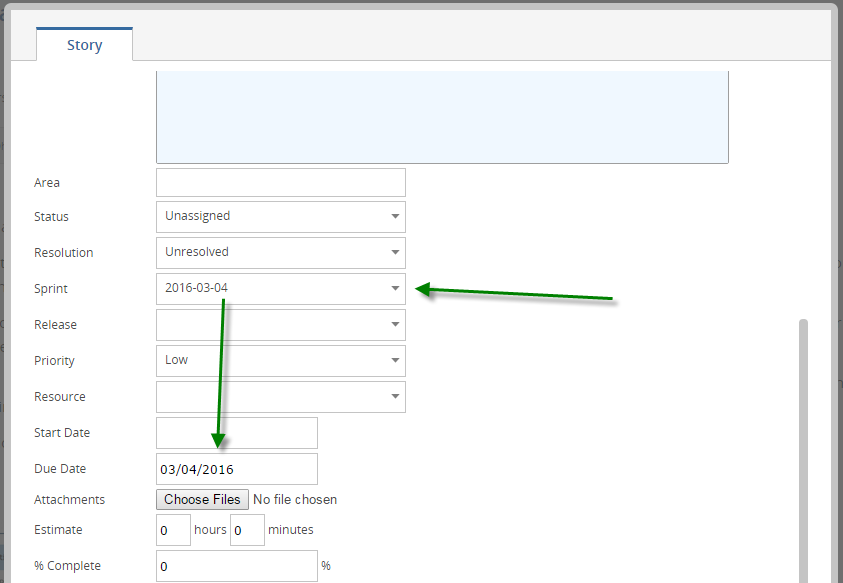 Story
Area
Status Unassigned
Resolution Unresolved
Sprint 2016-03-04
Release
Priority Low
Resource
Start Date
Due Date 03/04/2016
Attachments Choose Files No file chosen
Estimate 0 hours 0 minutes
% Complete 0 %